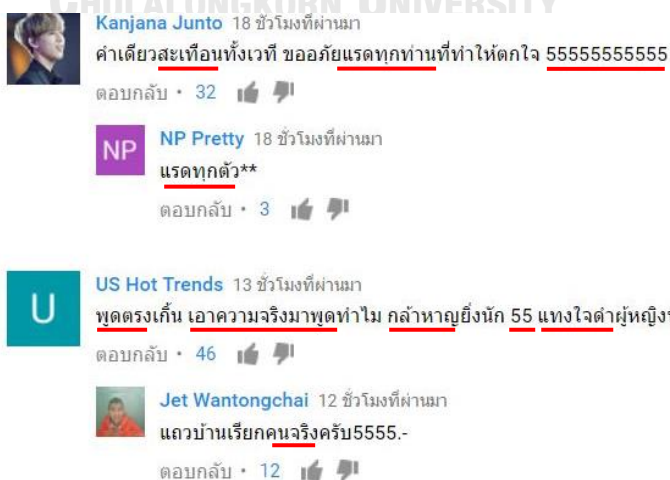 CHULALONGKORN UNIVERSITY
Kanjana Junto 18 ชั่วโมงที่ผ่านมา
คำเดียวสะเทือนทั้งเวที ขออภัยแรดทุกท่านที่ทำให้ตกใจ 55555555555
ตอบกลับ • 32
NP
NP Pretty 18 ชั่วโมงที่ผ่านมา
แรดทุกตัว**
ตอบกลับ • 3
U
US Hot Trends 13 ชั่วโมงที่ผ่านมา
พูดตรงเกิ้น เอาความจริงมาพูดทำไม กล้าหาญยิ่งนัก 55 แทงใจดำผู้หญิง
ตอบกลับ • 46
Jet Wantongchai 12 ชั่วโมงที่ผ่านมา
แถวบ้านเรียกคนจริงครับ5555.-
ตอบกลับ • 12